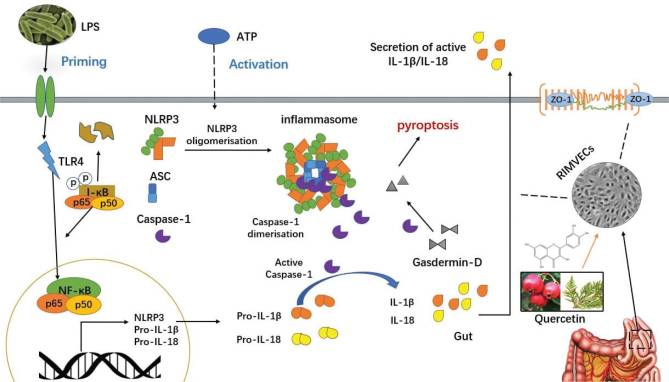 LPS
ATP
Priming
Activation
Secretion of active
IL-1β/IL-18
ZO-1
ZO-1
NLRP3
NLRP3
oligomerisation
inflammasome
pyroptosis
TLR4
P
P
I-κB
p65
p50
ASC
Caspase-1
Caspase-1
dimerisation
RIMVECs
Active
Caspase-1
Gasdermin-D
NF-κB
p65
p50
NLRP3
Pro-IL-1β
Pro-IL-18
Pro-IL-1β
Pro-IL-18
IL-1β
IL-18
Gut
Quercetin